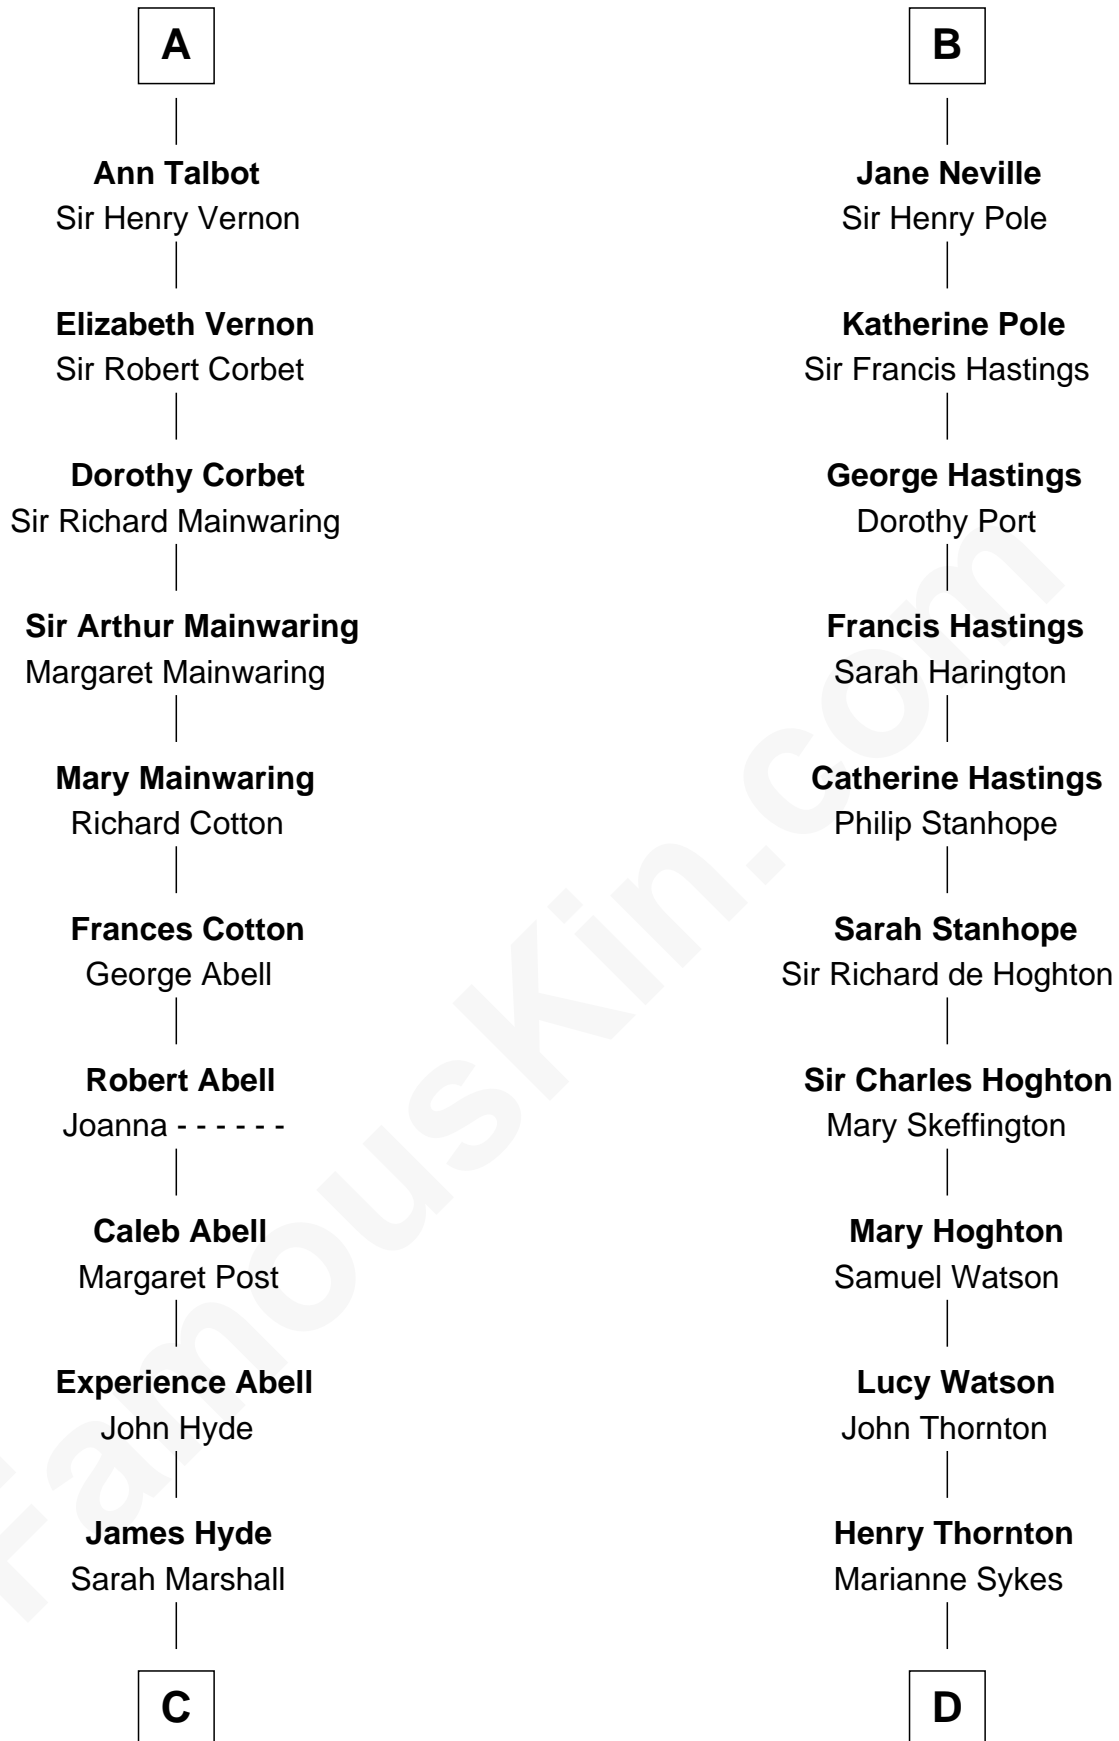 A
Ann Talbot
Sir Henry Vernon
Elizabeth Vernon
Sir Robert Corbet
Dorothy Corbet
Sir Richard Mainwaring
Sir Arthur Mainwaring
Margaret Mainwaring
Mary Mainwaring
Richard Cotton
Frances Cotton
George Abell
Robert Abell
Joanna - - - - - -
Caleb Abell
Margaret Post
Experience Abell
John Hyde
James Hyde
Sarah Marshall
C
B
Jane Neville
Sir Henry Pole
Katherine Pole
Sir Francis Hastings
George Hastings
Dorothy Port
Francis Hastings
Sarah Harington
Catherine Hastings
Philip Stanhope
Sarah Stanhope
Sir Richard de Hoghton
Sir Charles Hoghton
Mary Skeffington
Mary Hoghton
Samuel Watson
Lucy Watson
John Thornton
Henry Thornton
Marianne Sykes
D
FamousKin.com